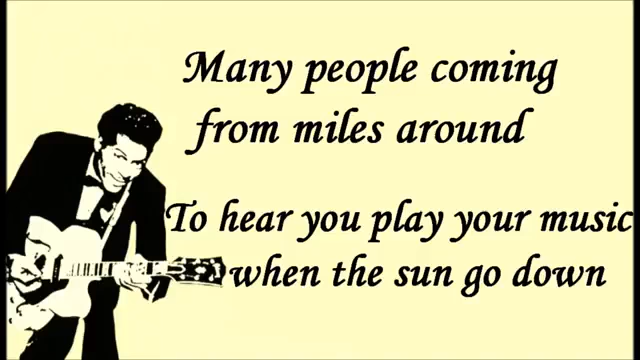 Many people coming
from miles around
To hear you play your music
when the sun go down